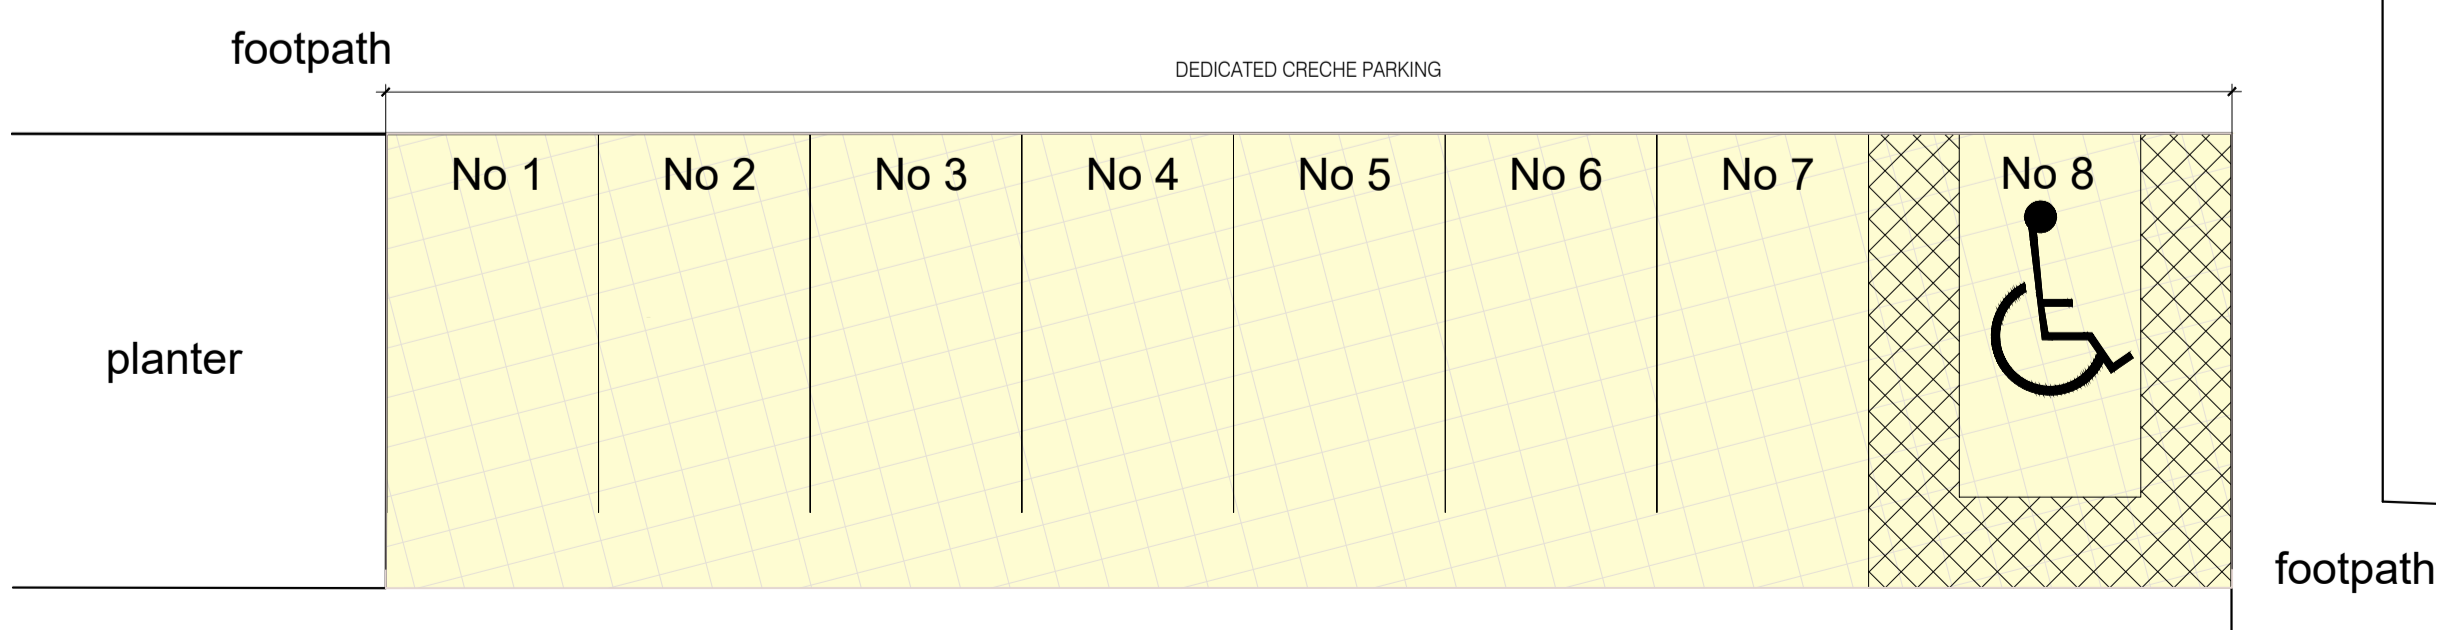 footpath
DEDICATED CRECHE PARKING
No 1
No 2
No 3
No 4
No 5
No 6
No 7
No 8
planter
footpath